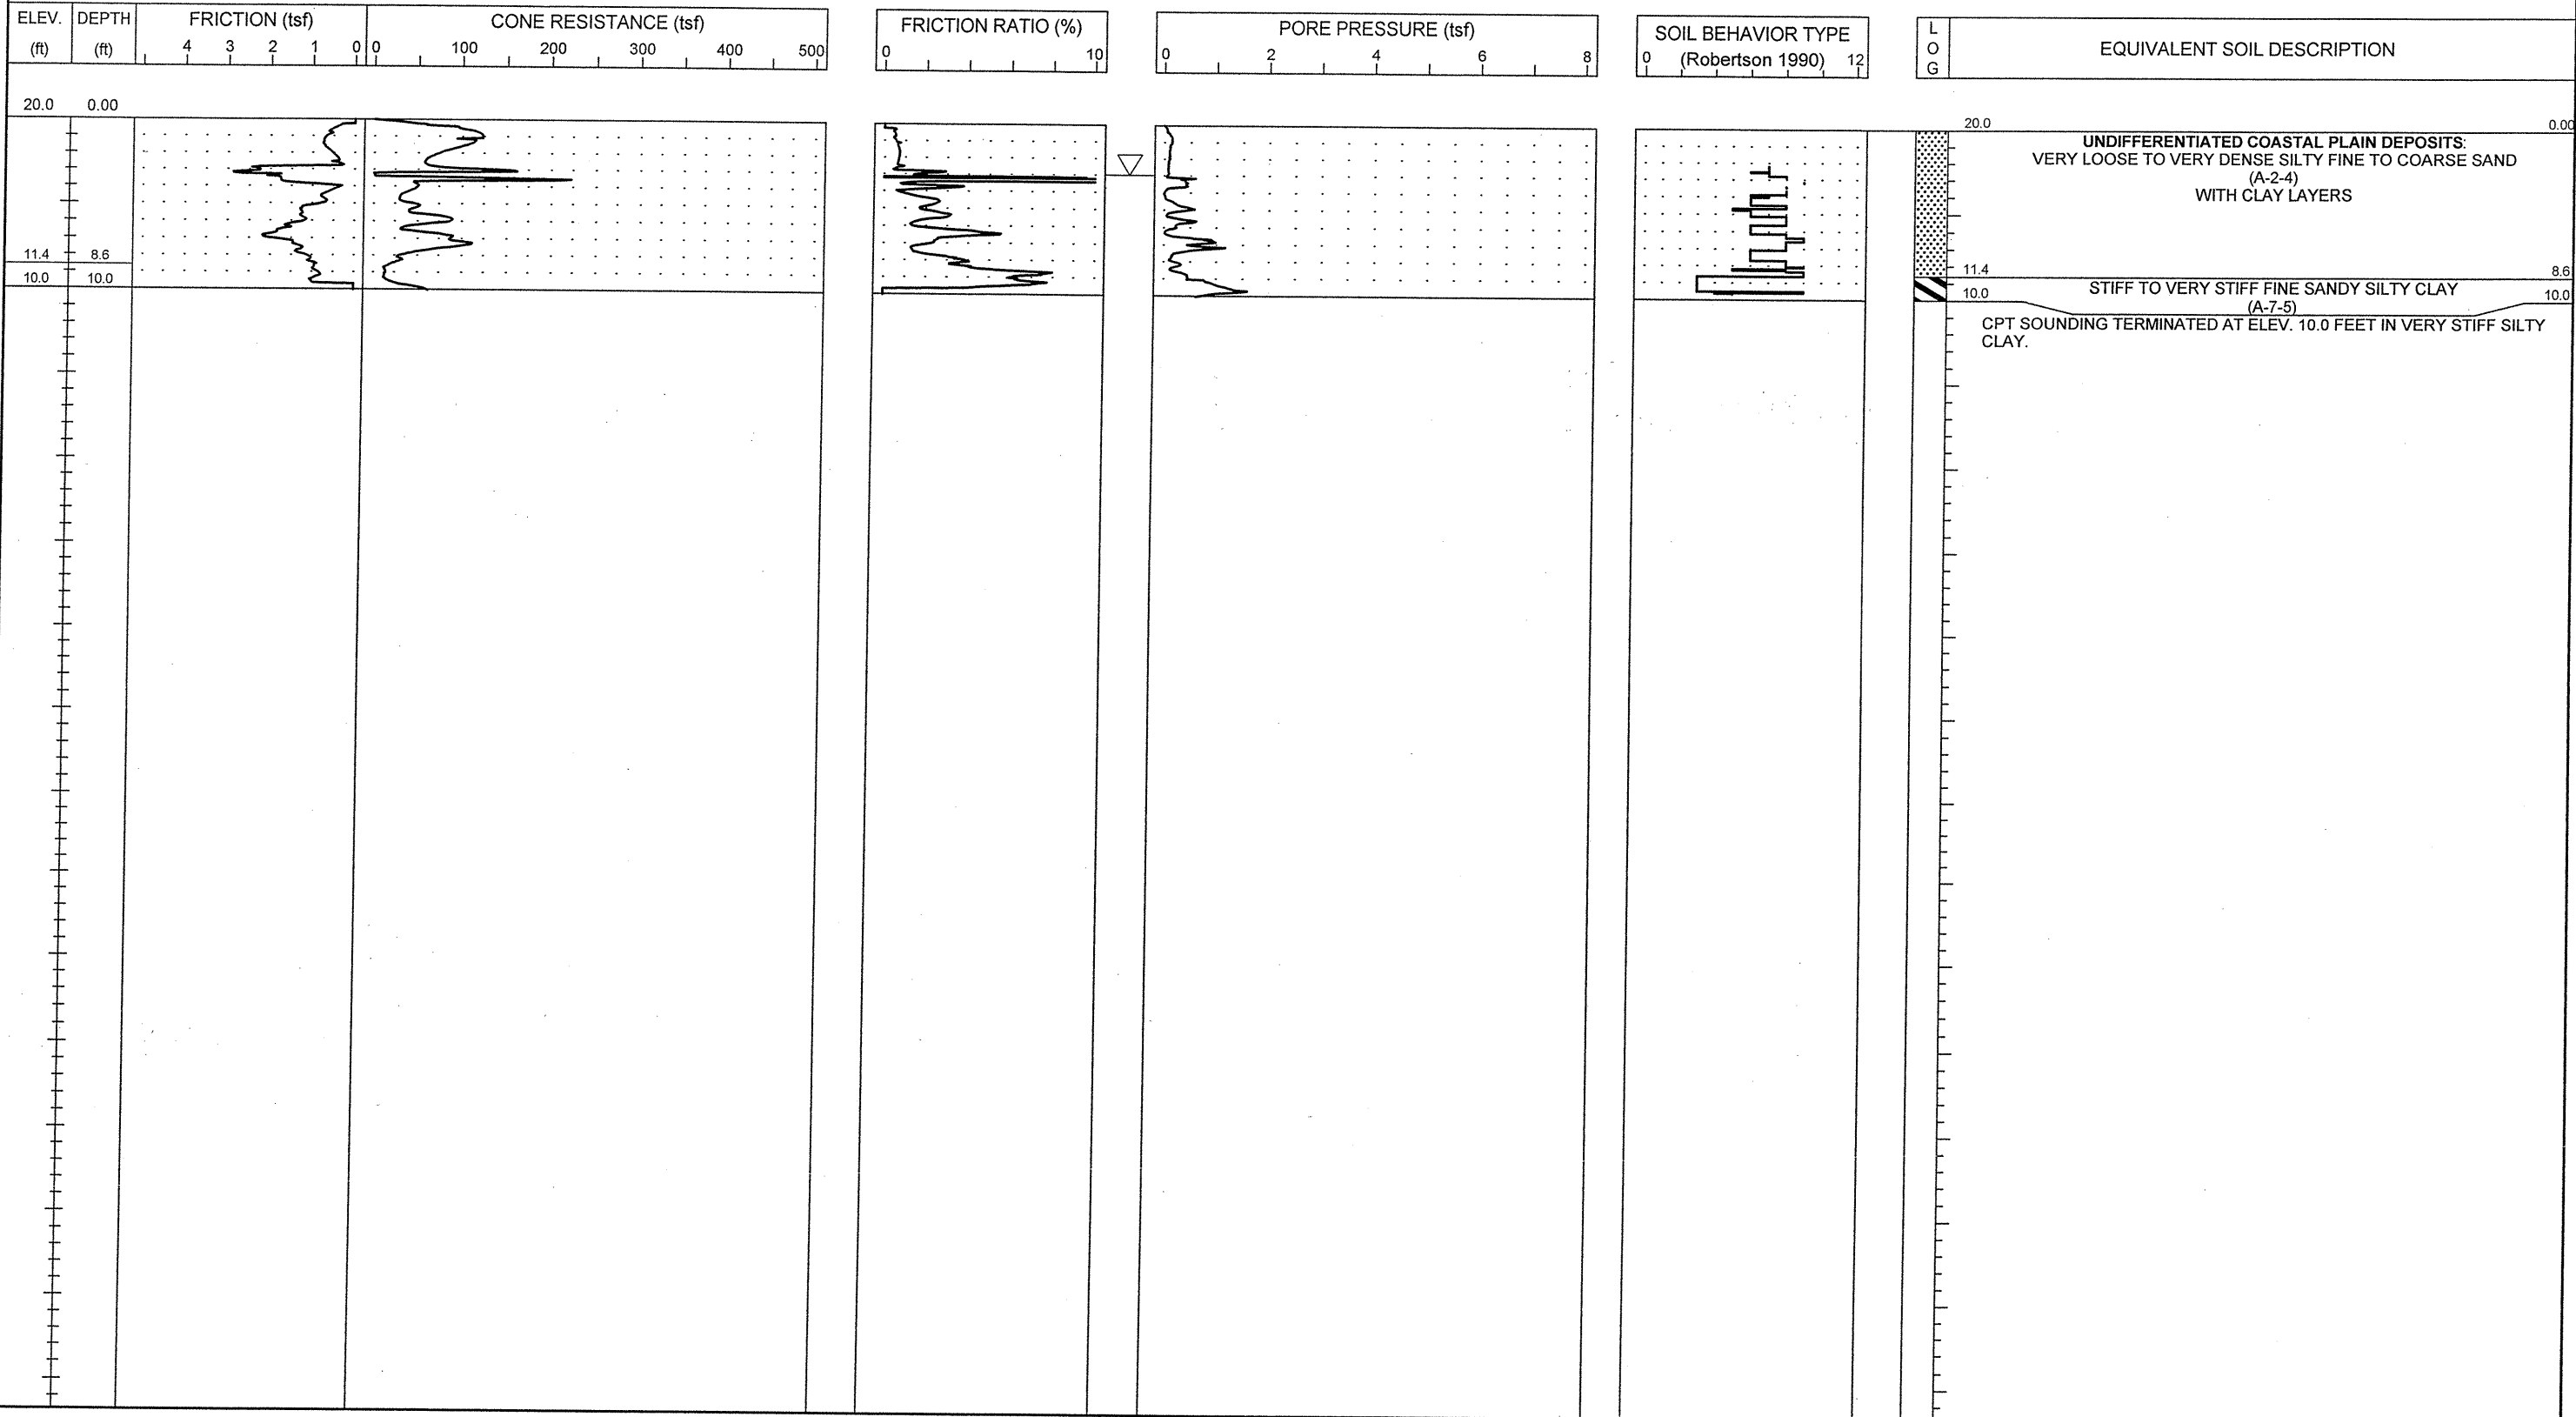 ELEV. DEPTH FRICTION (tsf) CONE RESISTANCE (tsf) FRICTION RATIO (%) PORE PRESSURE (tsf) SOIL BEHAVIOR TYPE L
(ft) (ft) 4 3 2 1 0 0 100 200 300 400 500 0 10 0 2 4 6 8 0 (Robertson 1990) 12 O EQUIVALENT SOIL DESCRIPTION
G
20.0 0.00
20.0 0.00
UNDIFFERENTIATED COASTAL PLAIN DEPOSITS:
VERY LOOSE TO VERY DENSE SILTY FINE TO COARSE SAND
(A-2-4)
WITH CLAY LAYERS
11.4 8.6
11.4 8.6
10.0 10.0
STIFF TO VERY STIFF FINE SANDY SILTY CLAY
10.0 10.0
(A-7-5)
CPT SOUNDING TERMINATED AT ELEV. 10.0 FEET IN VERY STIFF SILTY
CLAY.